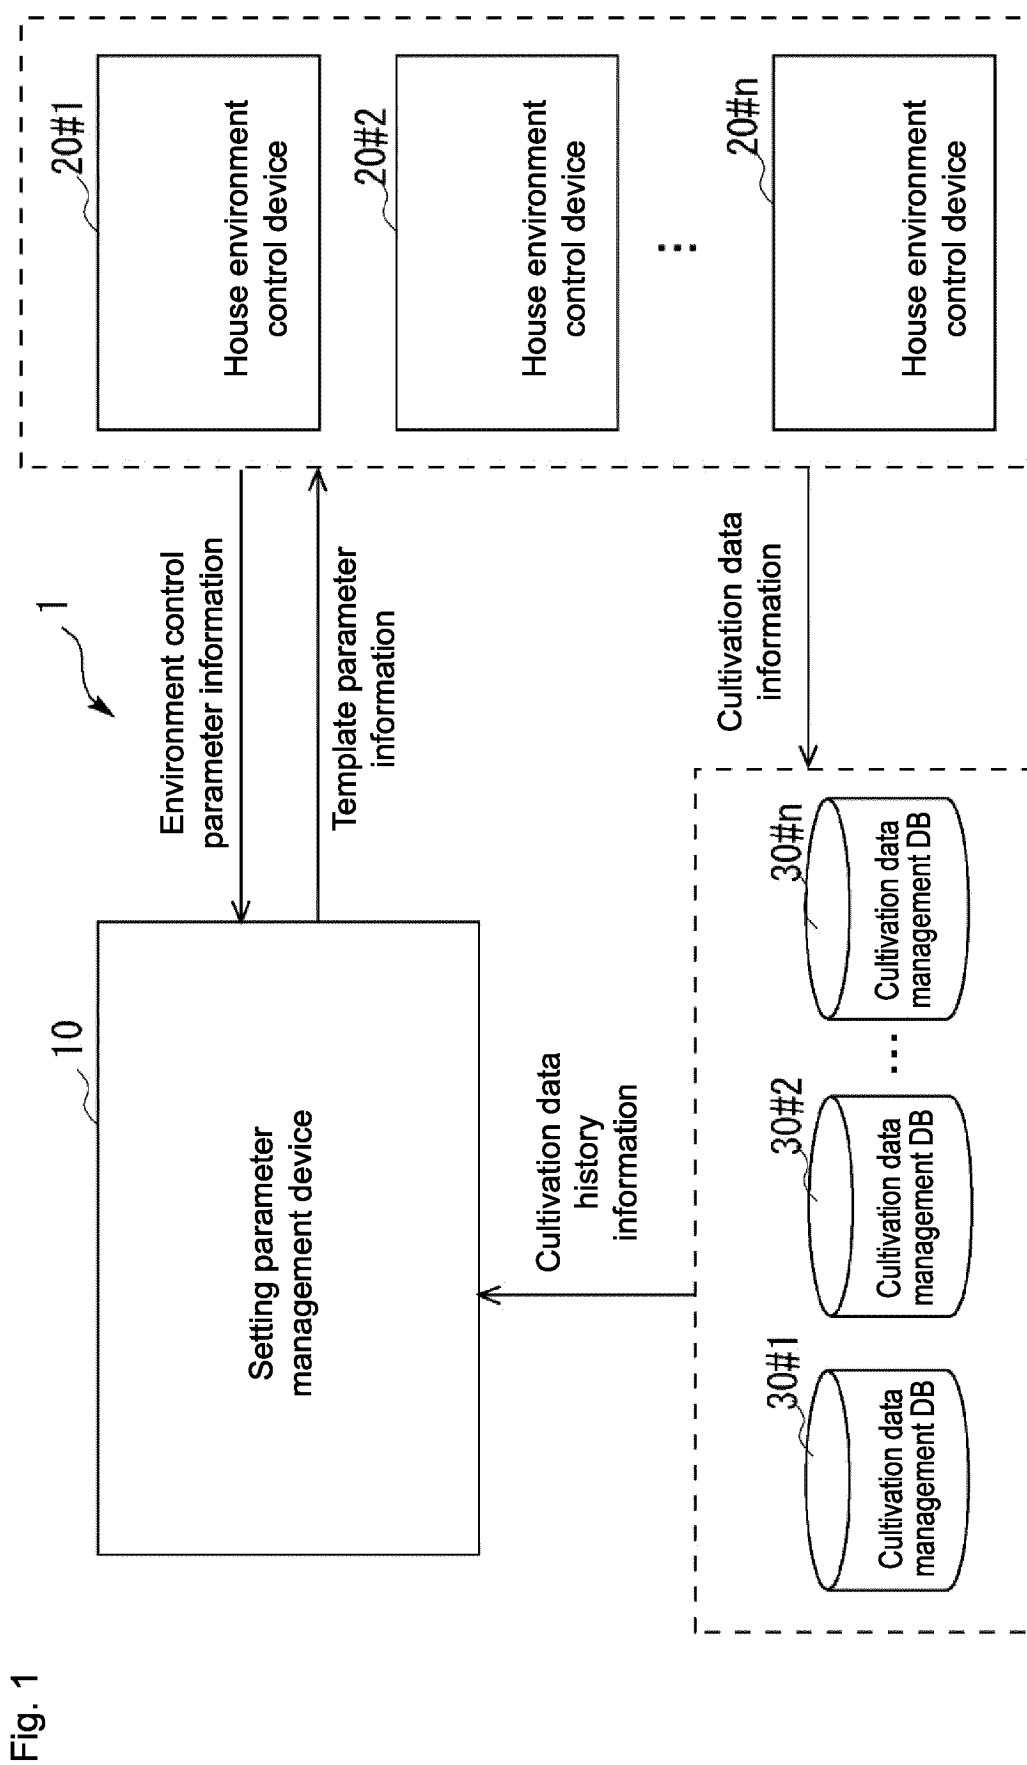 Fig. 1
1
10
Setting parameter
management device
Environment control
parameter information
Template parameter
information
20#1
House environment
control device
20#2
House environment
control device
...
20#n
House environment
control device
Cultivation data
history
information
Cultivation data
information
30#1
Cultivation data
management DB
30#2
Cultivation data
management DB
...
30#n
Cultivation data
management DB